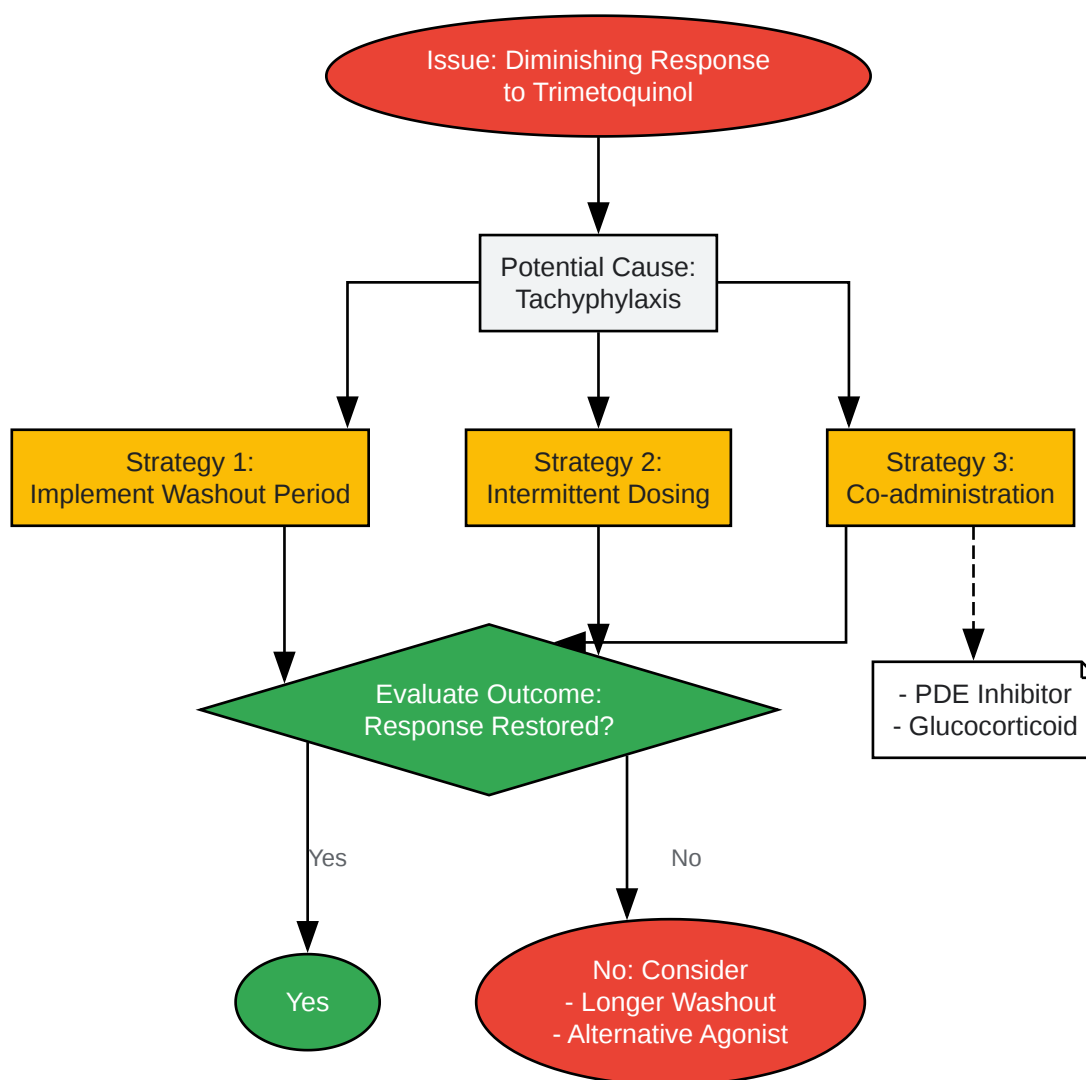 Issue: Diminishing Response
to Trimetoquinol
Potential Cause:
Tachyphylaxis
Strategy 1:
Implement Washout Period
Strategy 2:
Intermittent Dosing
Strategy 3:
Co-administration
Evaluate Outcome:
Response Restored?
- PDE Inhibitor
- Glucocorticoid
Yes
No
Yes
No: Consider
- Longer Washout
- Alternative Agonist